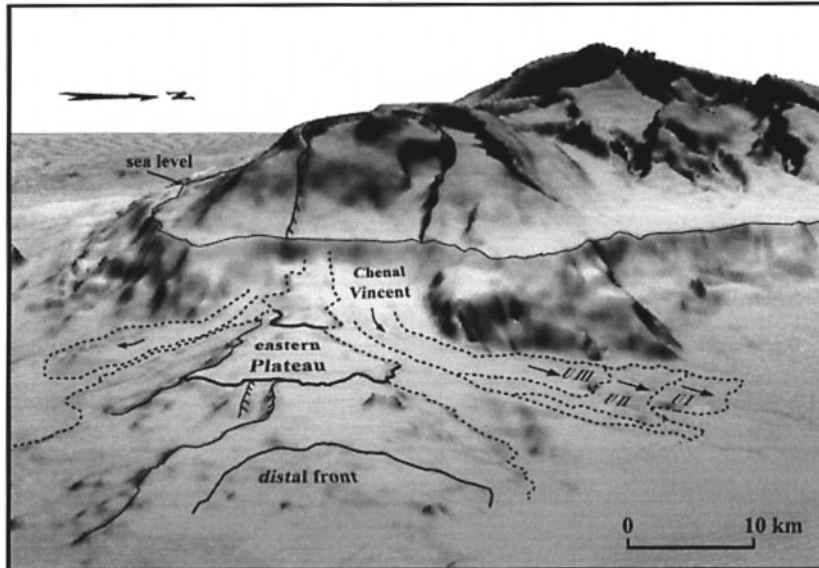 N
sea level
Chenal
Vincent
eastern
Plateau
UIII
UII
UI
distal front
0 10 km